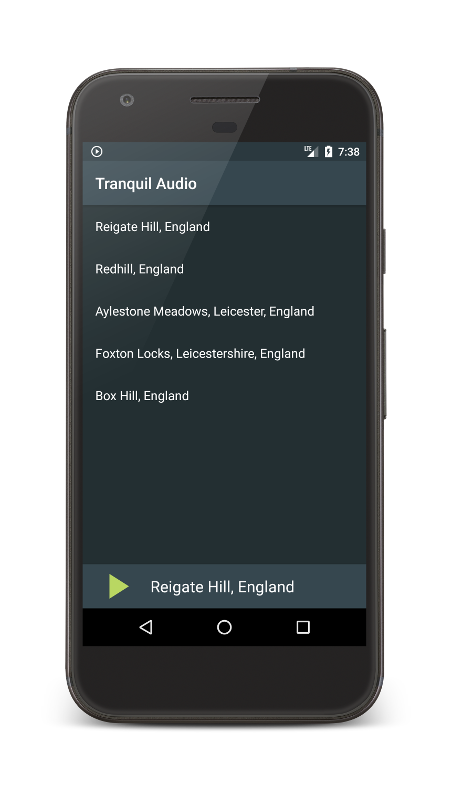 LTE 7:38
Tranquil Audio
Reigate Hill, England
Redhill, England
Aylestone Meadows, Leicester, England
Foxton Locks, Leicestershire, England
Box Hill, England
Reigate Hill, England